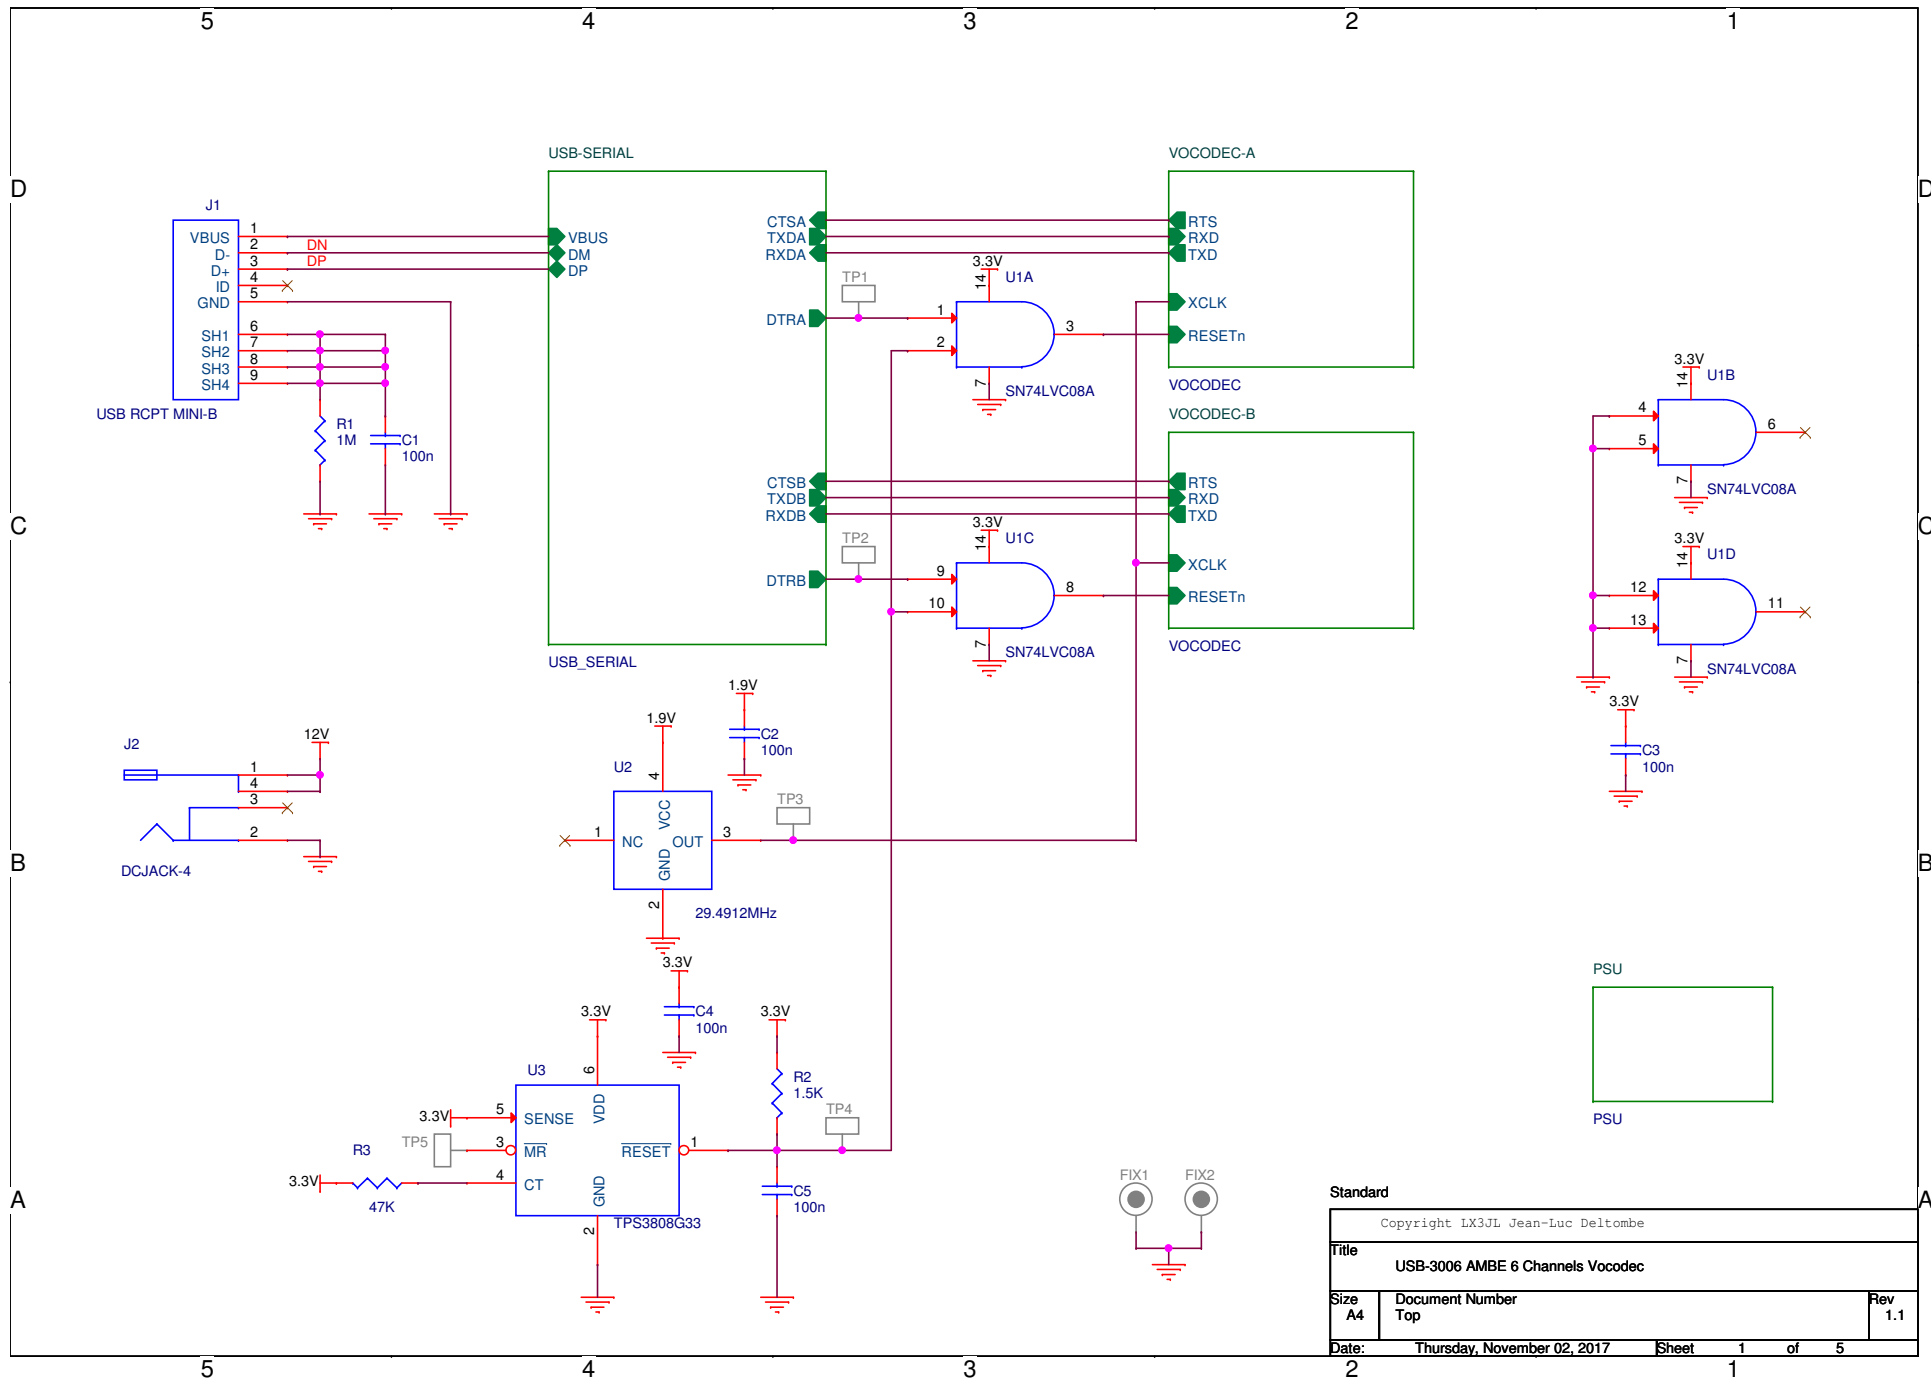 5 4 3 2 1
D D
C C
B B
A A
J1
VBUS 1
D- 2 DN
D+ 3 DP
ID 4
GND 5
SH1 6
SH2 7
SH3 8
SH4 9
USB RCPT MINI-B
R1
1M
C1
100n
USB-SERIAL
VBUS
DM
DP
CTSA
TXDA
RXDA
DTRA
CTSB
TXDB
RXDB
DTRB
USB_SERIAL
TP1
3.3V
14 U1A
1
2
3
7
SN74LVC08A
TP2
3.3V
14 U1C
9
10
8
7
SN74LVC08A
VOCODEC-A
RTS
RXD
TXD
XCLK
RESETn
VOCODEC
VOCODEC-B
RTS
RXD
TXD
XCLK
RESETn
VOCODEC
3.3V
14 U1B
4
5
6
7
SN74LVC08A
3.3V
14 U1D
12
13
11
7
SN74LVC08A
3.3V
C3
100n
J2
12V
1
4
3
2
DCJACK-4
1.9V
C2
100n
1.9V
U2
4
VCC
1 NC OUT 3
GND
2
29.4912MHz
TP3
3.3V
C4
100n
3.3V
U3
6
VDD
3.3V 5 SENSE
TP5 3 MR
RESET 1
R3
3.3V 4 CT
47K
GND
2
TPS3808G33
3.3V
R2
1.5K
TP4
C5
100n
FIX1 FIX2
PSU
PSU
Standard
Copyright LX3JL Jean-Luc Deltombe
Title
USB-3006 AMBE 6 Channels Vocodec
Size Document Number Rev
A4 Top 1.1
Date: Thursday, November 02, 2017 Sheet 1 of 5
5 4 3 2 1